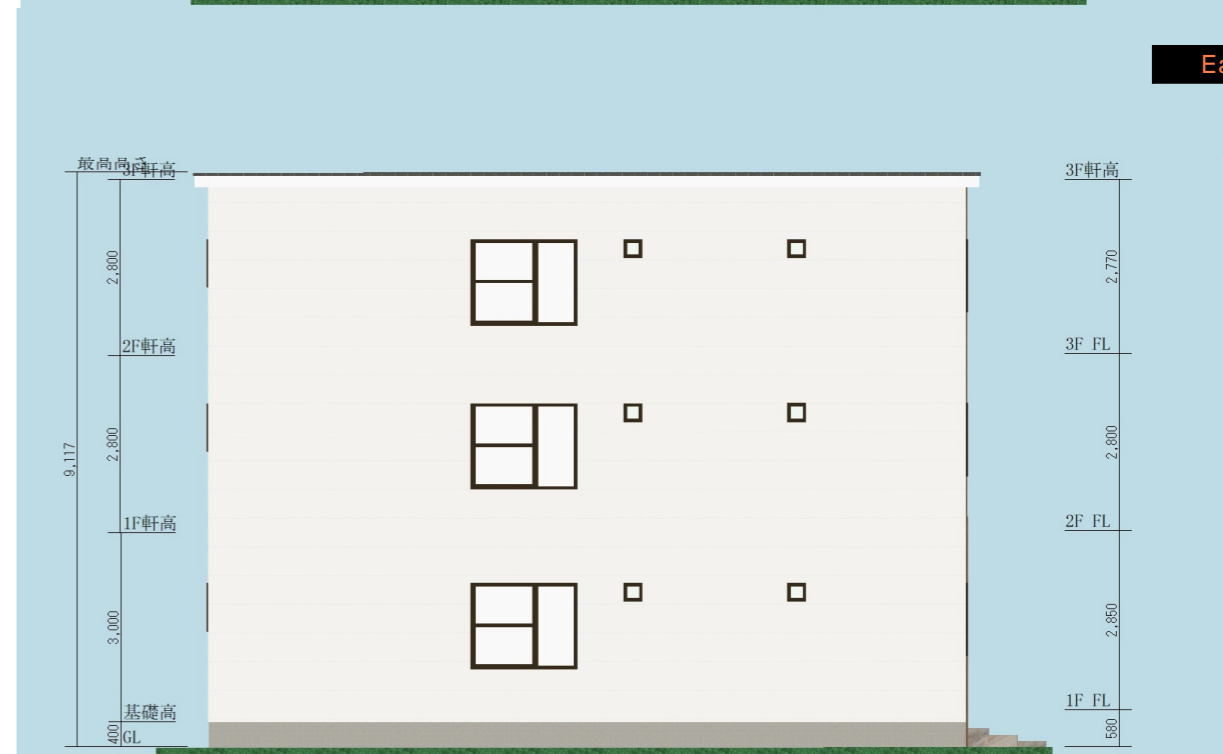 Ea
最高高さ
3F軒高
3F軒高
2,800
2,770
2F軒高
3F FL
9,117
2,800
2,800
1F軒高
2F FL
3,000
2,850
基礎高
1F FL
400
GL
580